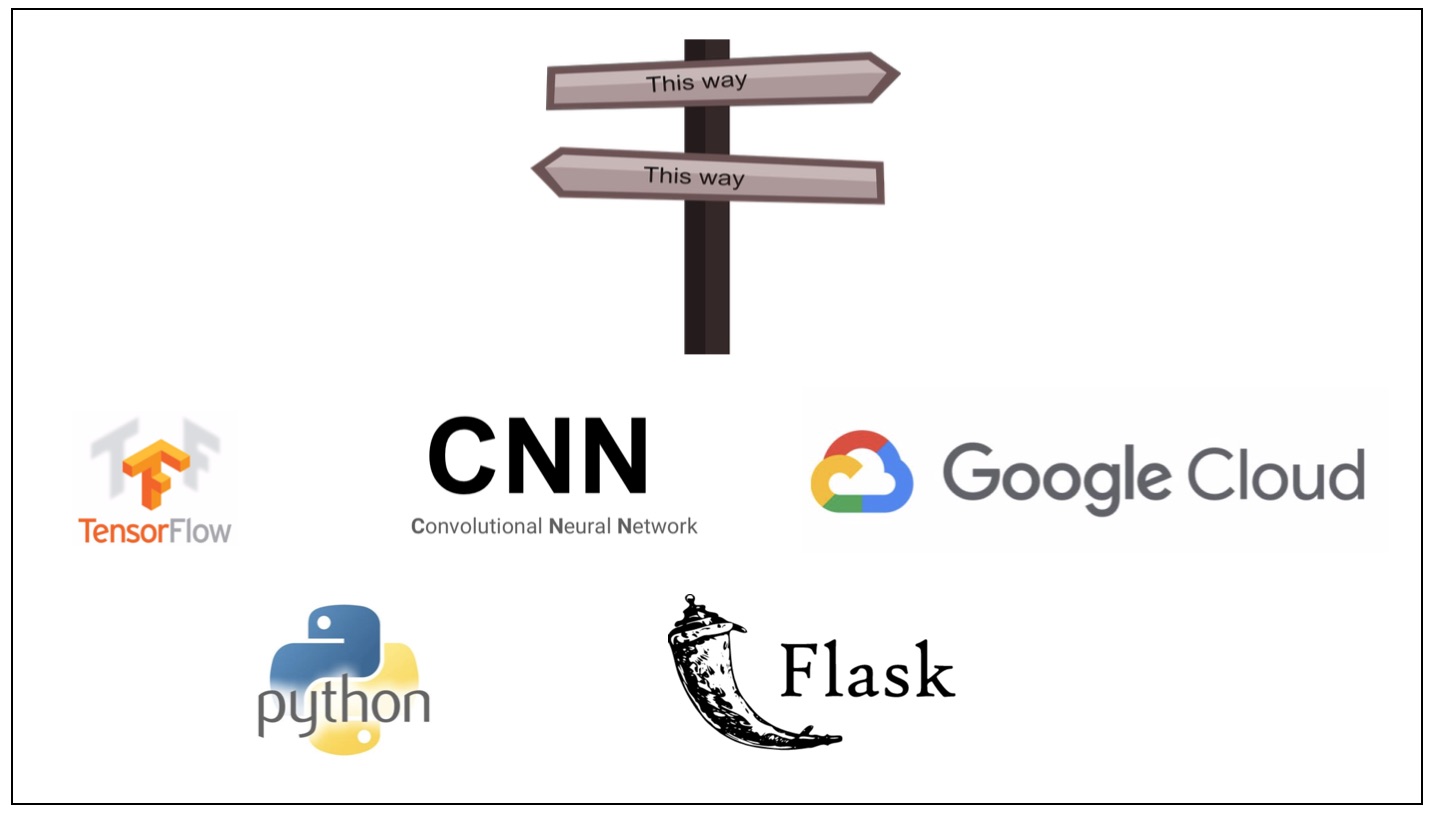 This way
This way
TensorFlow
CNN
Convolutional Neural Network
Google Cloud
python
Flask